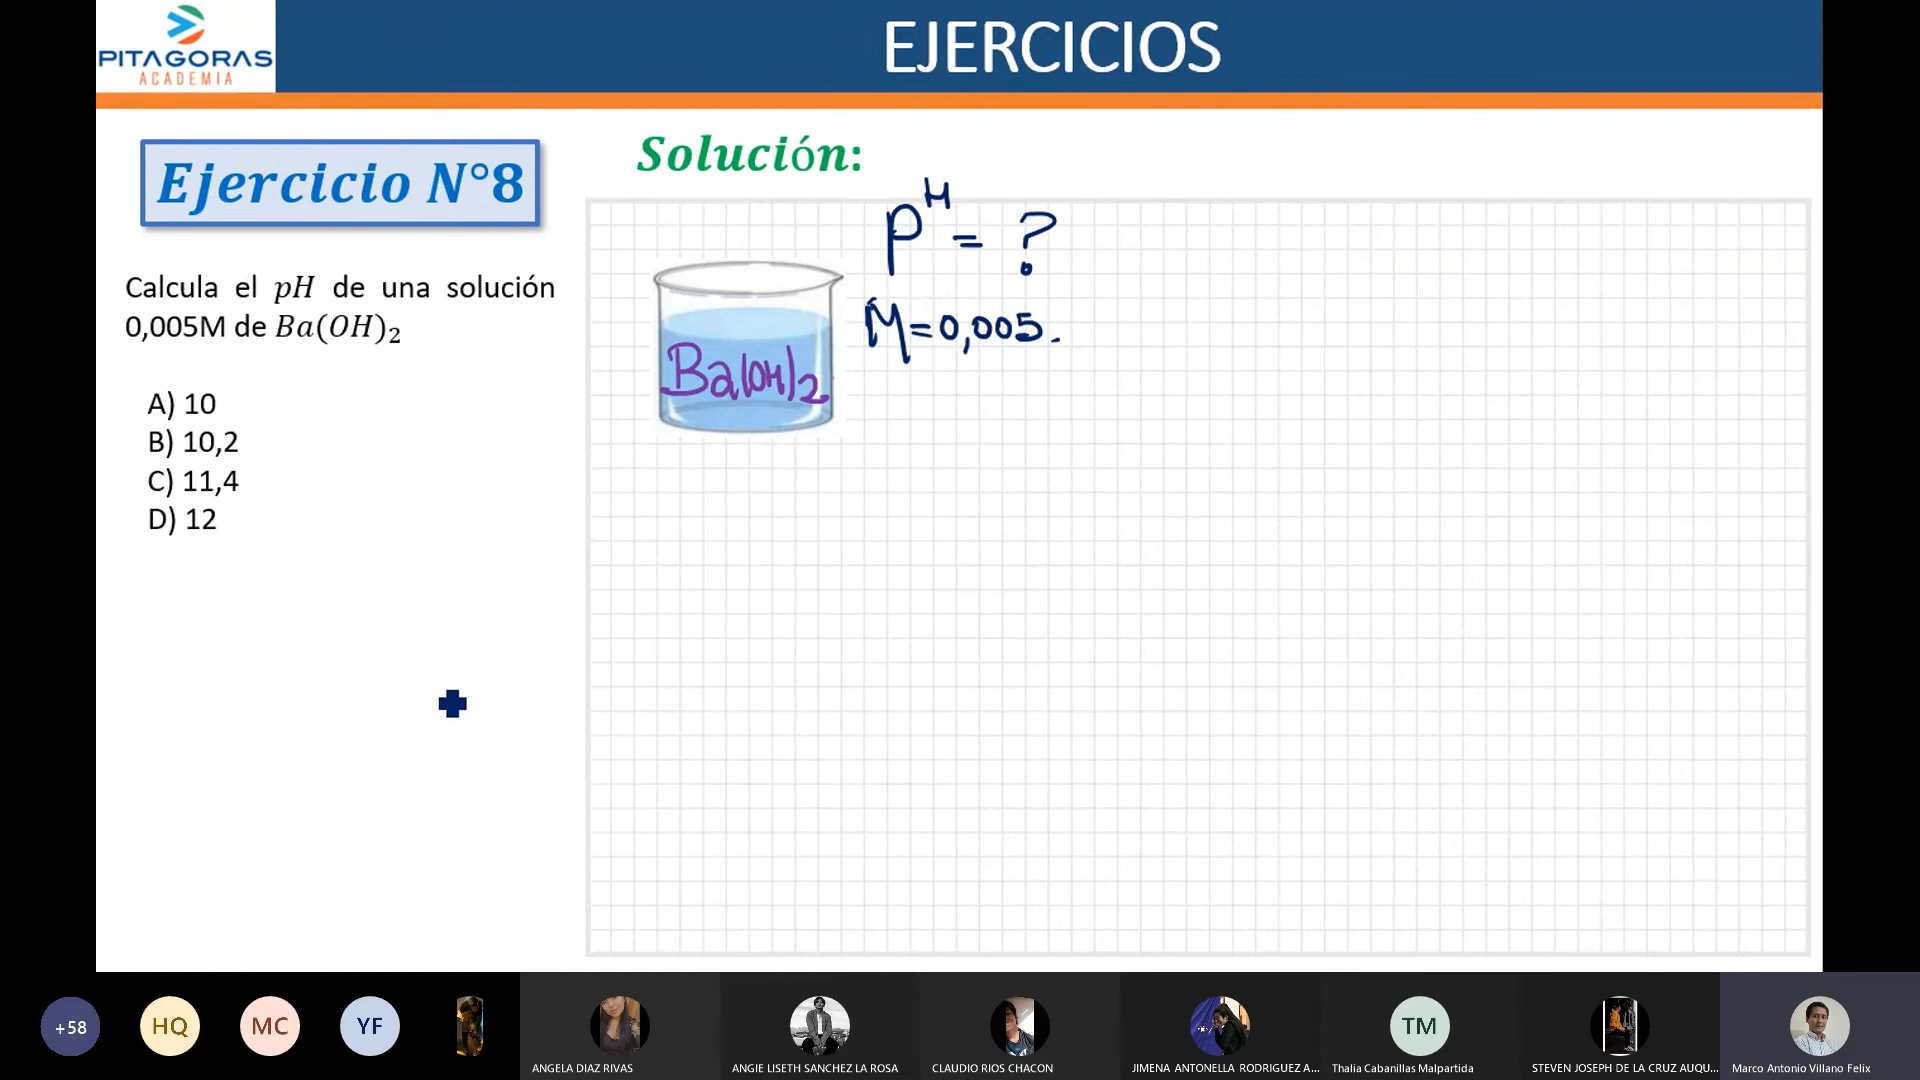 PITAGORAS
ACADEMIA
EJERCICIOS
Ejercicio N°8
Calcula el pH de una solución
0,005M de Ba(OH)₂
A) 10
B) 10,2
C) 11,4
D) 12
Solución:
pᴴ = ?
M=0,005.
Ba(OH)₂
+58
HQ
MC
YF
ANGELA DIAZ RIVAS
ANGIE LISETH SANCHEZ LA ROSA
CLAUDIO RIOS CHACON
JIMENA ANTONELLA RODRIGUEZ A...
TM
Thalia Cabanillas Malpartida
STEVEN JOSEPH DE LA CRUZ AUQU...
Marco Antonio Villano Felix